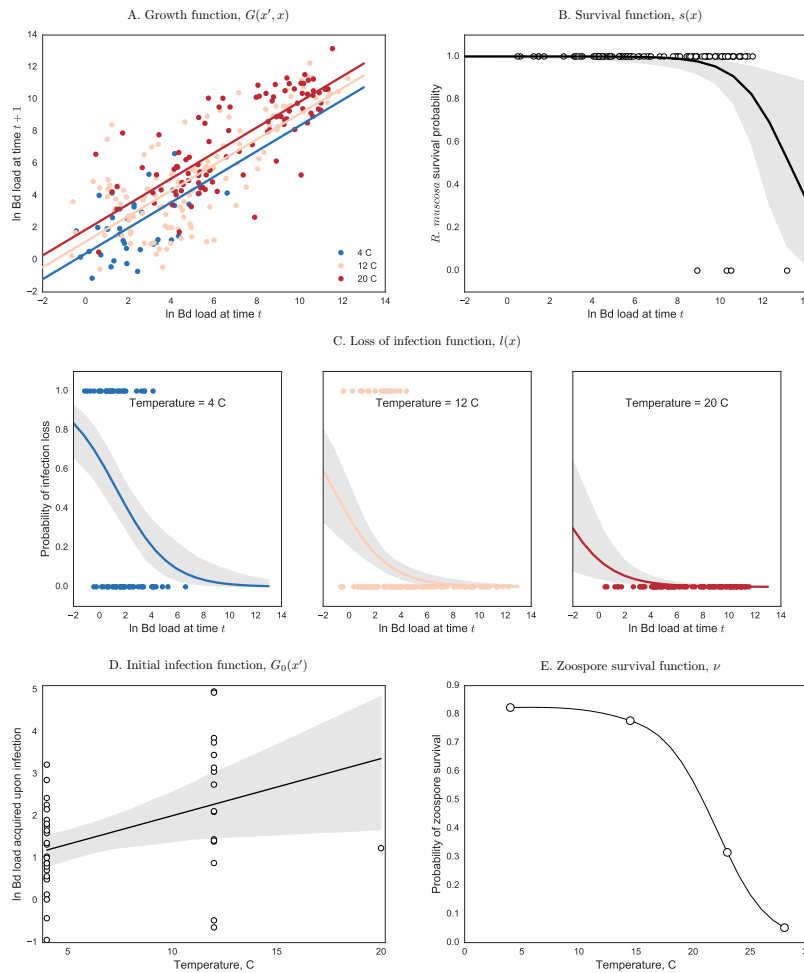 A. Growth function, G(x′, x)
14
12
10
8
6
4
2
0
−2
ln Bd load at time t + 1
−2 0 2 4 6 8 10 12 14
ln Bd load at time t
4 C
12 C
20 C
B. Survival function, s(x)
1.0
0.8
0.6
0.4
0.2
0.0
R. muscosa survival probability
−2 0 2 4 6 8 10 12 14
ln Bd load at time t
C. Loss of infection function, l(x)
1.0
0.8
0.6
0.4
0.2
0.0
Probability of infection loss
Temperature = 4 C
−2 0 2 4 6 8 10 12 14
ln Bd load at time t
Temperature = 12 C
−2 0 2 4 6 8 10 12 14
ln Bd load at time t
Temperature = 20 C
−2 0 2 4 6 8 10 12 14
ln Bd load at time t
D. Initial infection function, G0(x′)
5
4
3
2
1
0
−1
ln Bd load acquired upon infection
5 10 15 20
Temperature, C
E. Zoospore survival function, ν
0.9
0.8
0.7
0.6
0.5
0.4
0.3
0.2
0.1
0.0
Probability of zoospore survival
0 5 10 15 20 25
Temperature, C